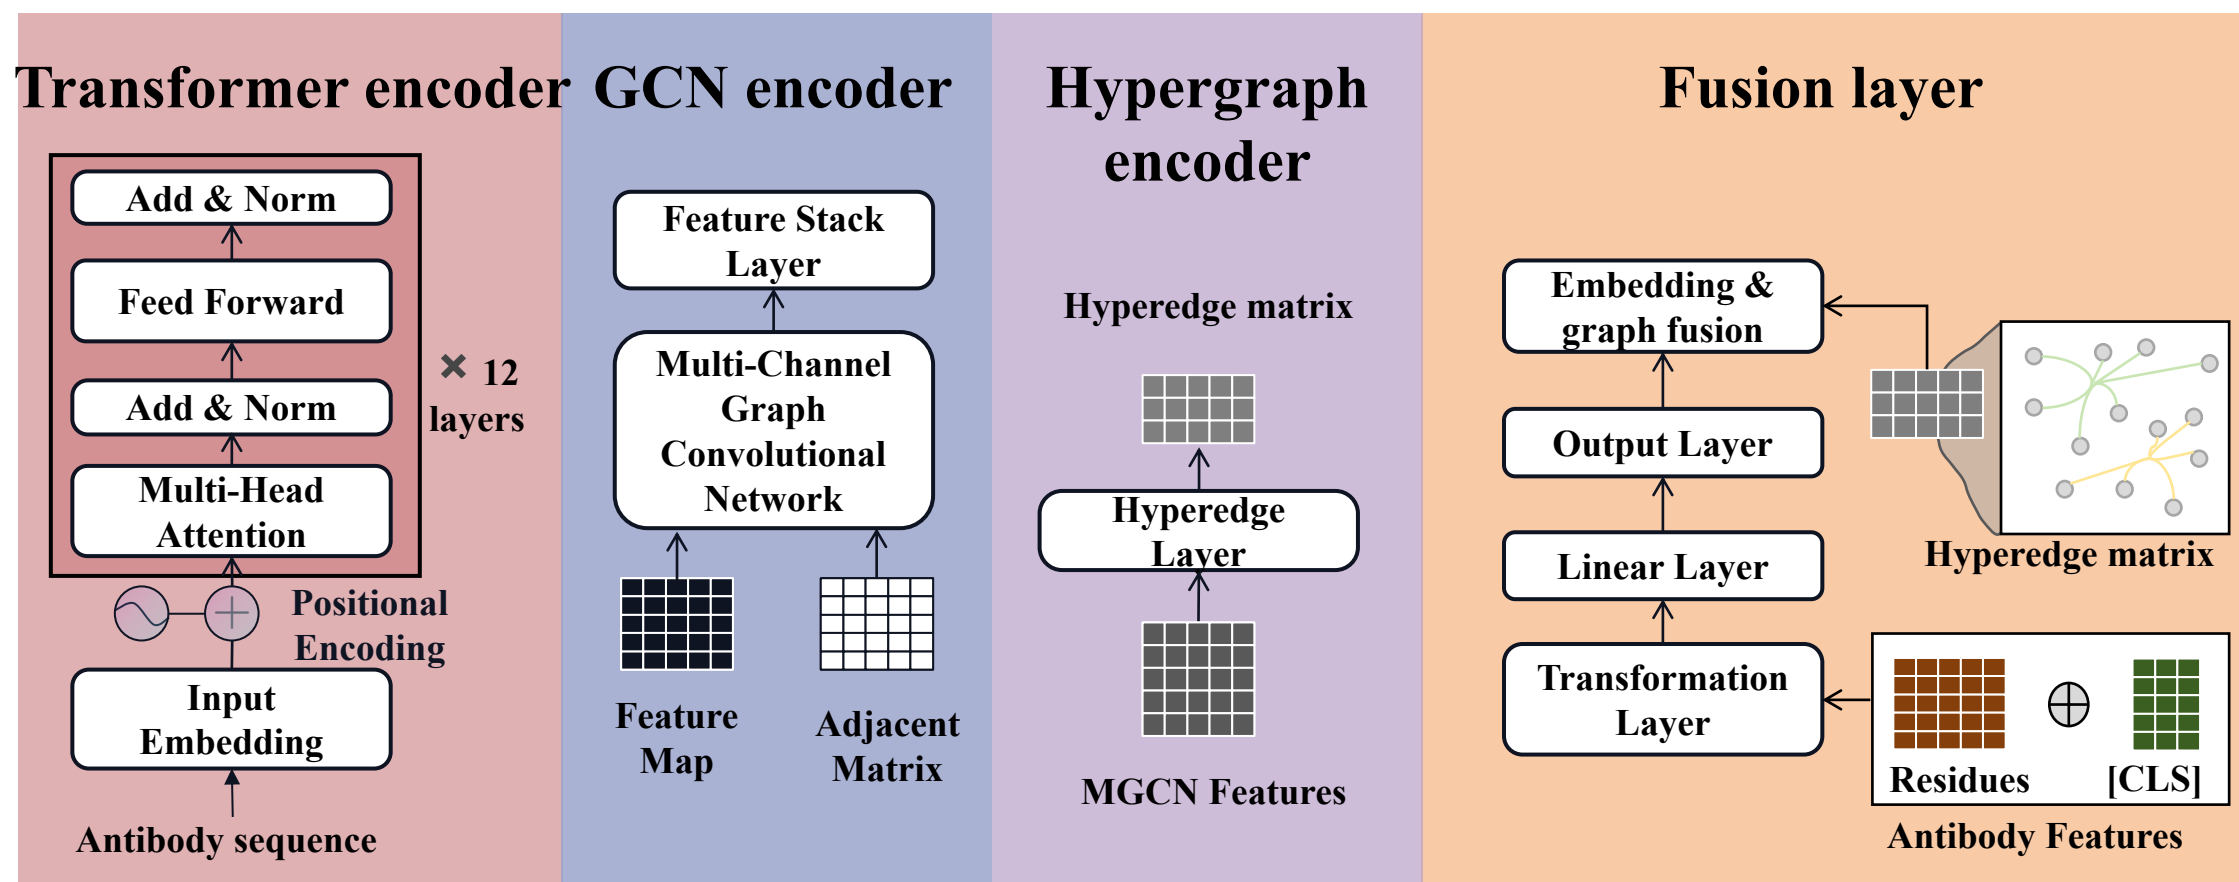 Transformer encoder
Add & Norm
Feed Forward
Add & Norm
Multi-Head
Attention
× 12
layers
Positional
Encoding
Input
Embedding
Antibody sequence
GCN encoder
Feature Stack
Layer
Multi-Channel
Graph
Convolutional
Network
Feature
Map
Adjacent
Matrix
Hypergraph
encoder
Hyperedge matrix
Hyperedge
Layer
MGCN Features
Fusion layer
Embedding &
graph fusion
Output Layer
Linear Layer
Transformation
Layer
Hyperedge matrix
Residues
[CLS]
Antibody Features